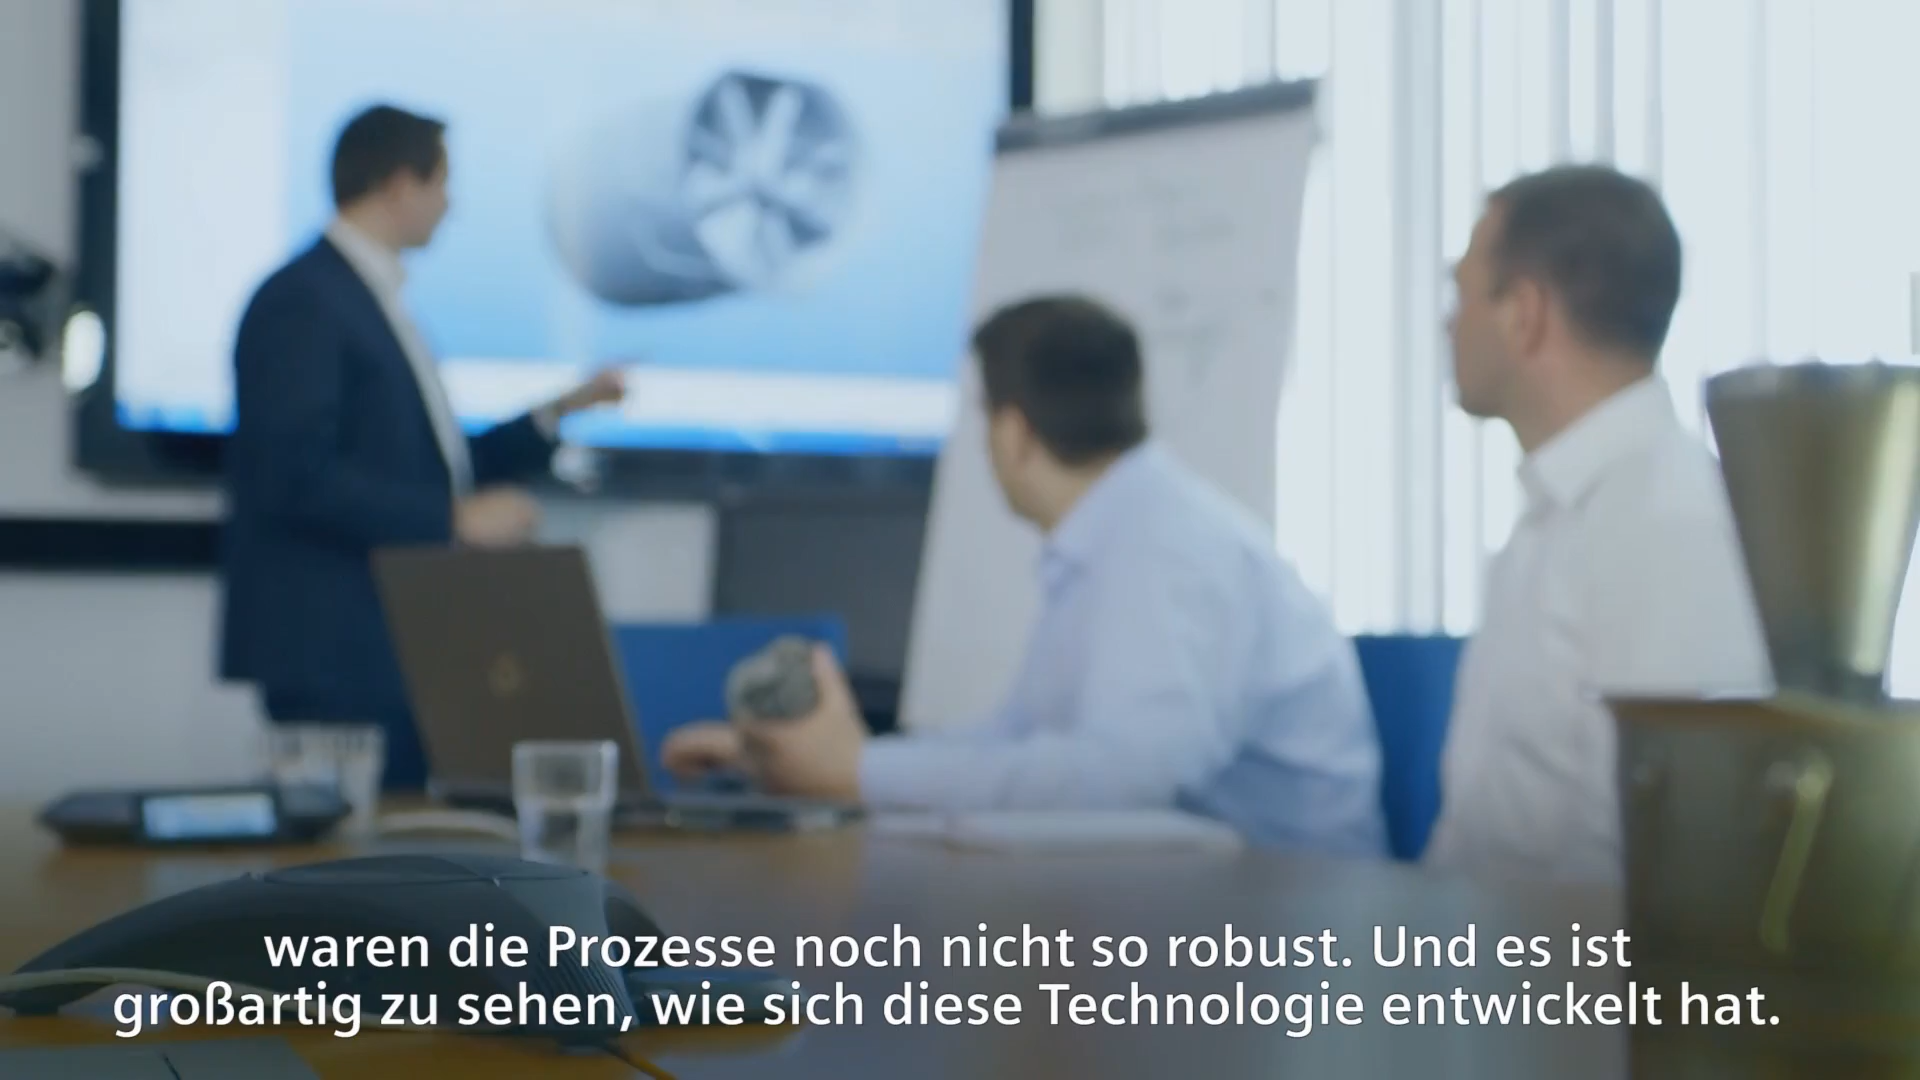 waren die Prozesse noch nicht so robust. Und es ist
großartig zu sehen, wie sich diese Technologie entwickelt hat.